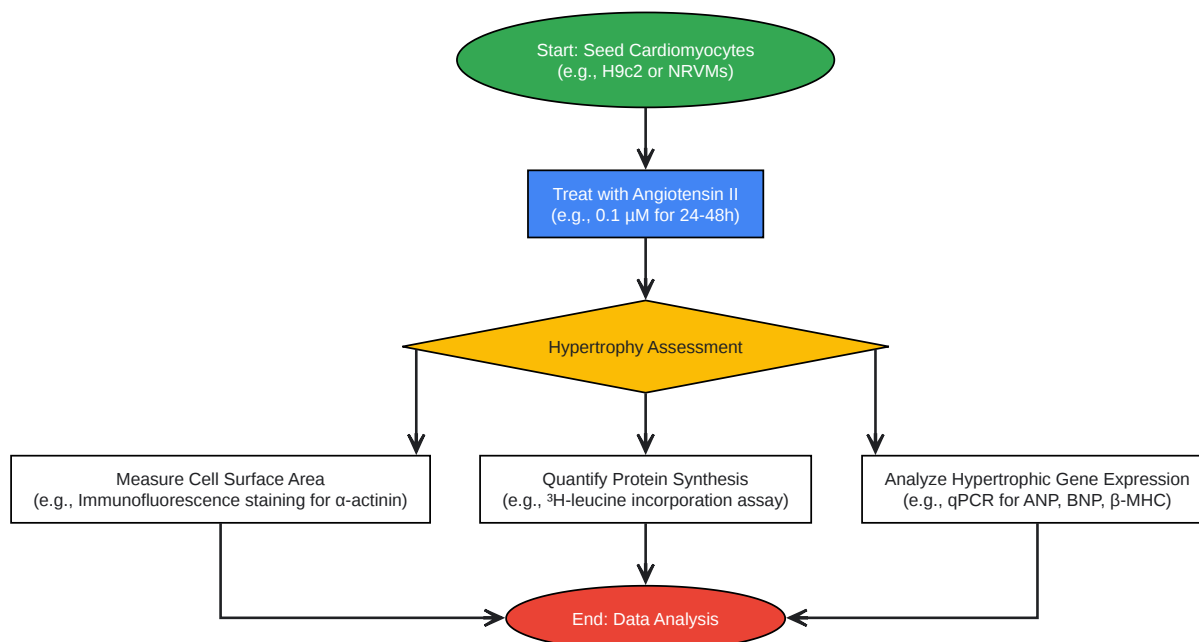 Start: Seed Cardiomyocytes
(e.g., H9c2 or NRVMs)
Treat with Angiotensin II
(e.g., 0.1 µM for 24-48h)
Hypertrophy Assessment
Measure Cell Surface Area
(e.g., Immunofluorescence staining for α-actinin)
Quantify Protein Synthesis
(e.g., ³H-leucine incorporation assay)
Analyze Hypertrophic Gene Expression
(e.g., qPCR for ANP, BNP, β-MHC)
End: Data Analysis